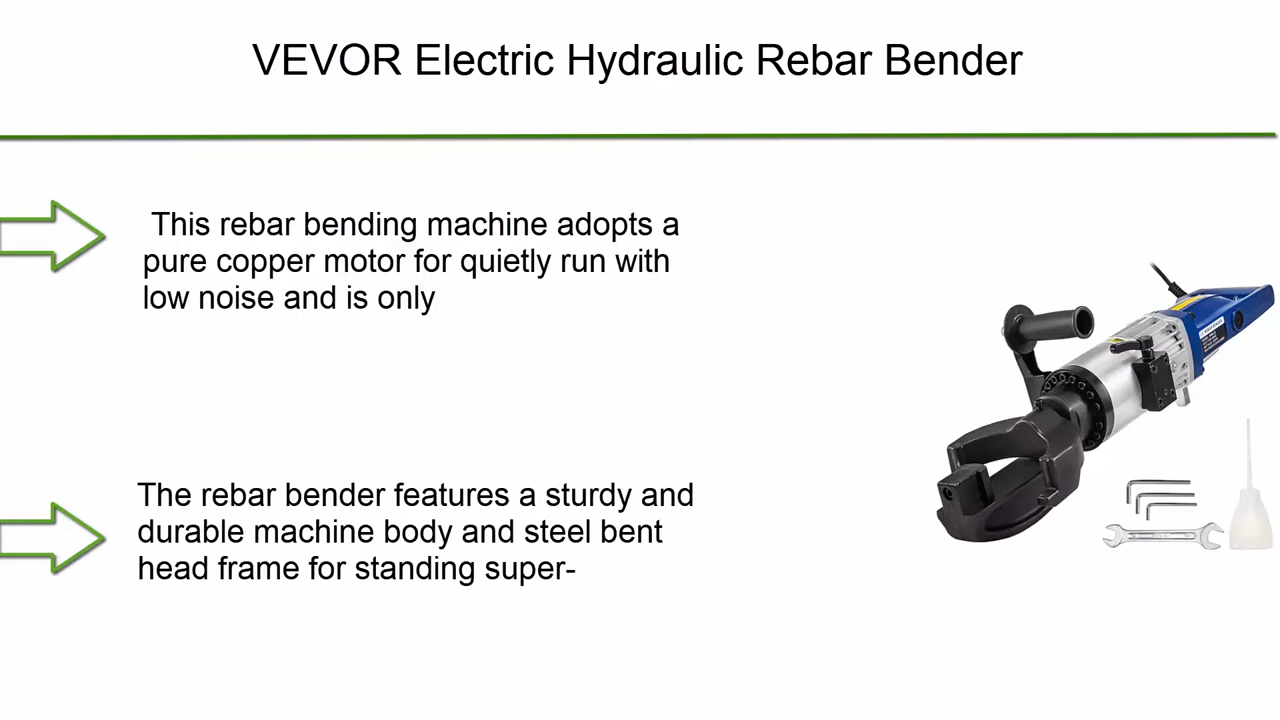 VEVOR Electric Hydraulic Rebar Bender
This rebar bending machine adopts a
pure copper motor for quietly run with
low noise and is only
The rebar bender features a sturdy and
durable machine body and steel bent
head frame for standing super-